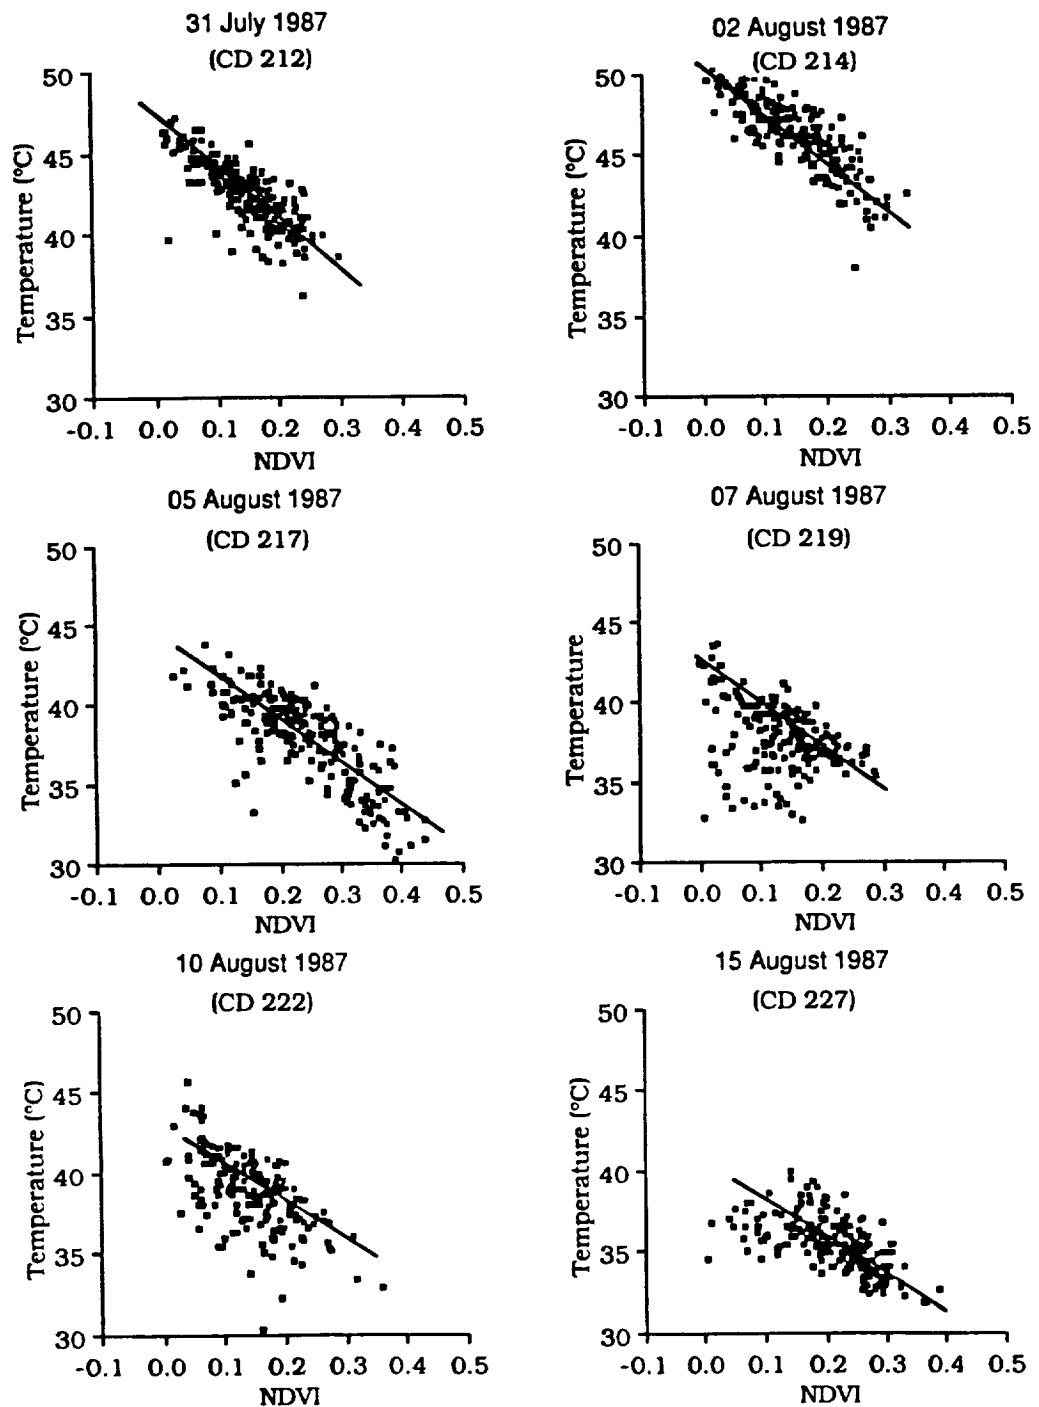 31 July 1987
(CD 212)
50
45
40
35
30
Temperature (°C)
-0.1 0.0 0.1 0.2 0.4 0.5
NDVI
02 August 1987
(CD 214)
50
45
40
35
30
Temperature (°C)
-0.1 0.0 0.1 0.2 0.3 0.4 0.5
NDVI
05 August 1987
(CD 217)
50
45
40
35
30
Temperature (°C)
-0.1 0.0 0.1 0.2 0.3 0.4 0.5
NDVI
07 August 1987
(CD 219)
50
45
40
35
30
Temperature
-0.1 0.0 0.1 0.2 0.3 0.4 0.5
NDVI
10 August 1987
(CD 222)
50
45
40
35
30
Temperature (°C)
-0.1 0.0 0.1 0.2 0.3 0.4 0.5
NDVI
15 August 1987
(CD 227)
50
45
40
35
30
Temperature (°C)
-0.1 0.0 0.1 0.2 0.3 0.4 0.5
NDVI